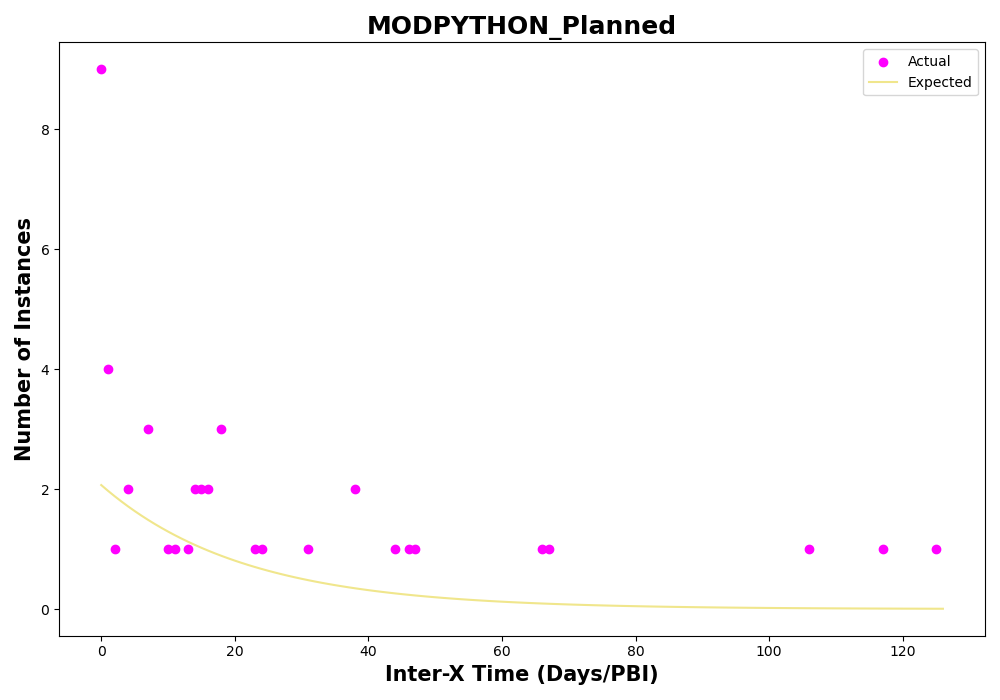 MODPYTHON_Planned
Actual
Expected
Number of Instances
8
6
4
2
0
0 20 40 60 80 100 120
Inter-X Time (Days/PBI)